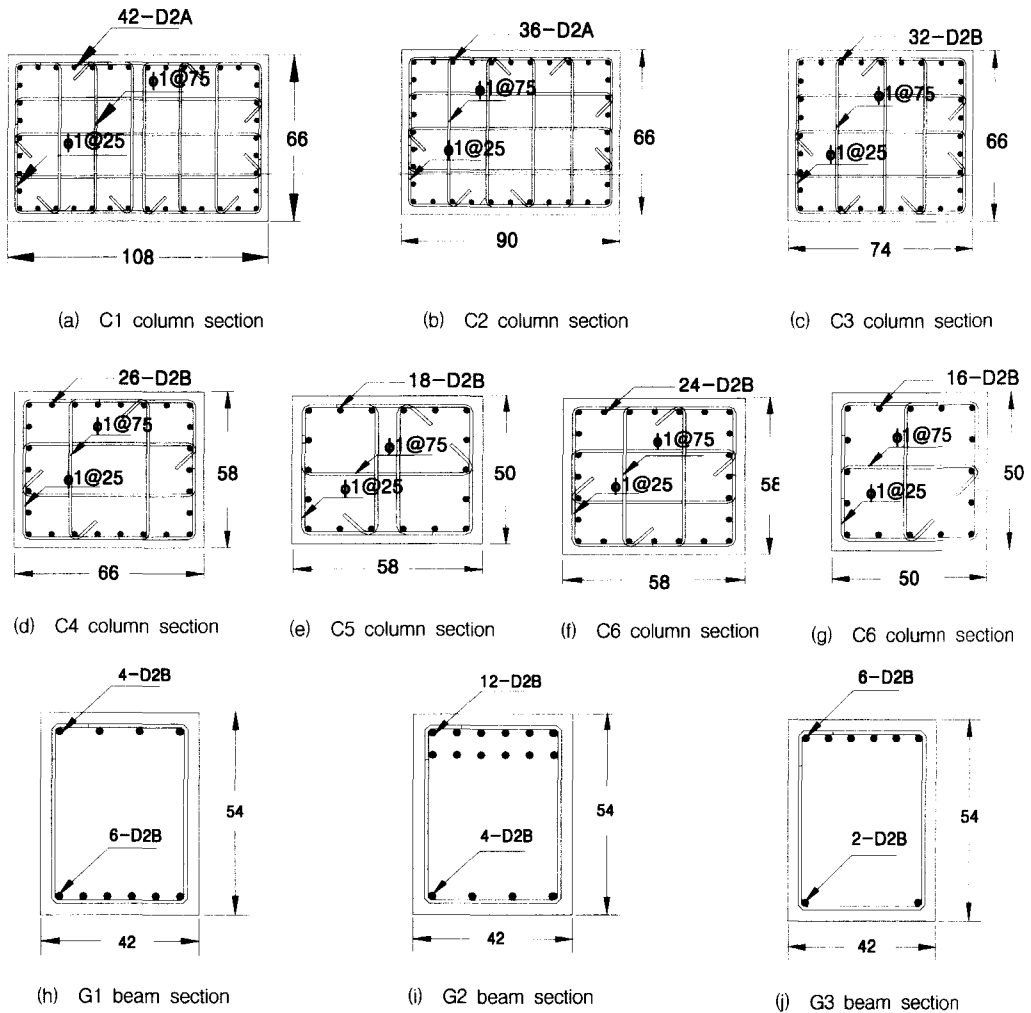 42-D2A
ϕ1@75
ϕ1@25
66
108
(a) C1 column section
36-D2A
ϕ1@75
ϕ1@25
66
90
(b) C2 column section
32-D2B
ϕ1@75
ϕ1@25
66
74
(c) C3 column section
26-D2B
ϕ1@75
ϕ1@25
58
66
(d) C4 column section
18-D2B
ϕ1@75
ϕ1@25
50
58
(e) C5 column section
24-D2B
ϕ1@75
ϕ1@25
58
58
(f) C6 column section
16-D2B
ϕ1@75
ϕ1@25
50
50
(g) C6 column section
4-D2B
6-D2B
54
42
(h) G1 beam section
12-D2B
4-D2B
54
42
(i) G2 beam section
6-D2B
2-D2B
54
42
(j) G3 beam section